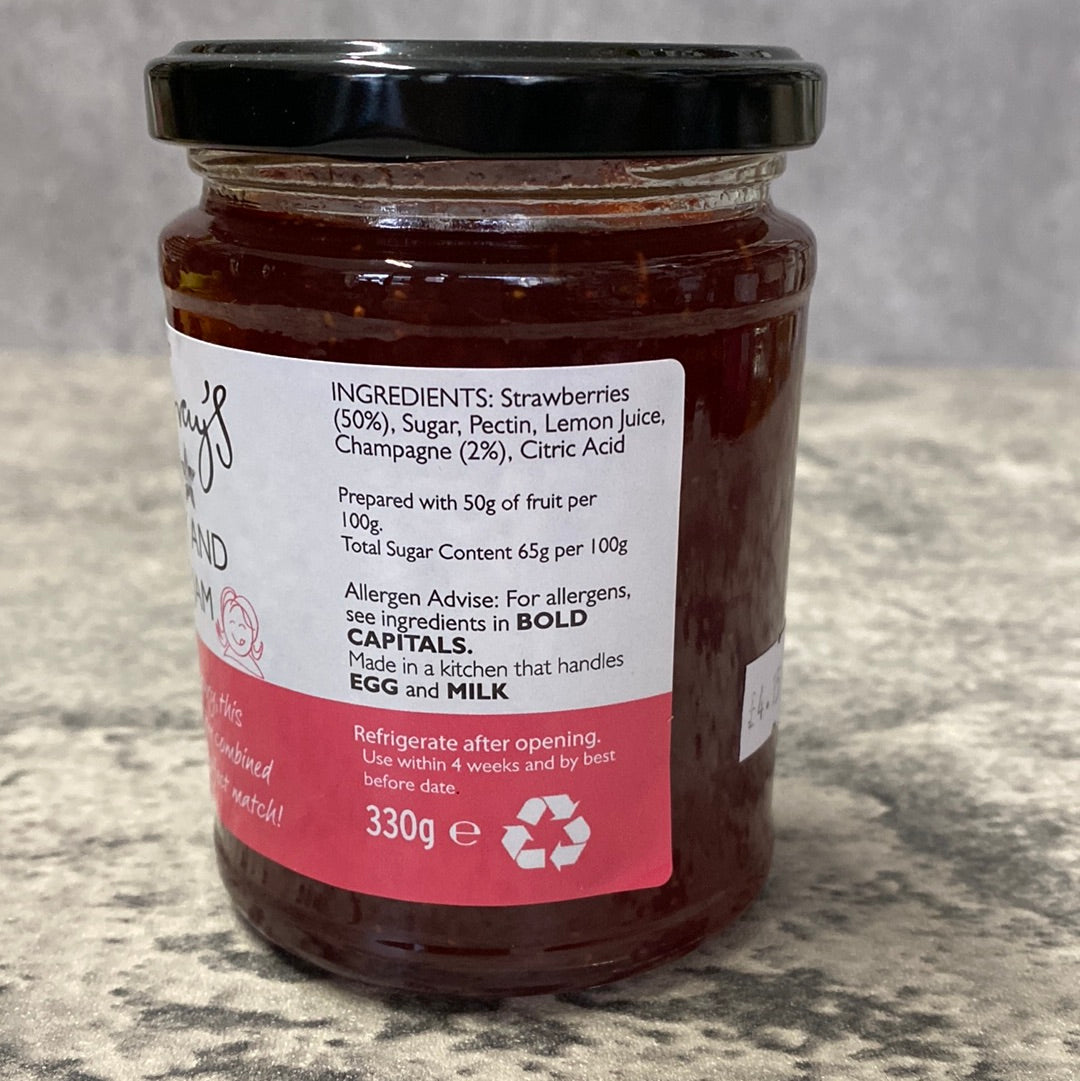 INGREDIENTS: Strawberries
(50%), Sugar, Pectin, Lemon Juice,
Champagne (2%), Citric Acid
Prepared with 50g of fruit per
100g.
Total Sugar Content 65g per 100g
Allergen Advise: For allergens,
see ingredients in BOLD
CAPITALS.
Made in a kitchen that handles
EGG and MILK
Refrigerate after opening.
Use within 4 weeks and by best
before date.
330g e
AND
this
combined
match!